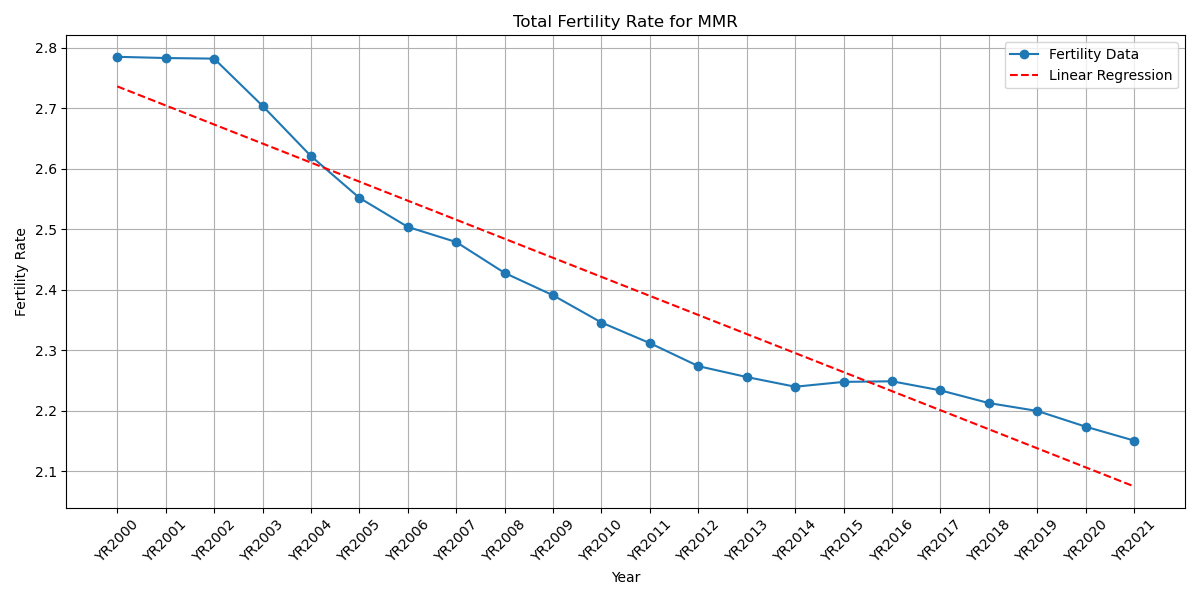 Total Fertility Rate for MMR
Fertility Data
Linear Regression
Fertility Rate
2.8
2.7
2.6
2.5
2.4
2.3
2.2
2.1
YR2000
YR2001
YR2002
YR2003
YR2004
YR2005
YR2006
YR2007
YR2008
YR2009
YR2010
YR2011
YR2012
YR2013
YR2014
YR2015
YR2016
YR2017
YR2018
YR2019
YR2020
YR2021
Year